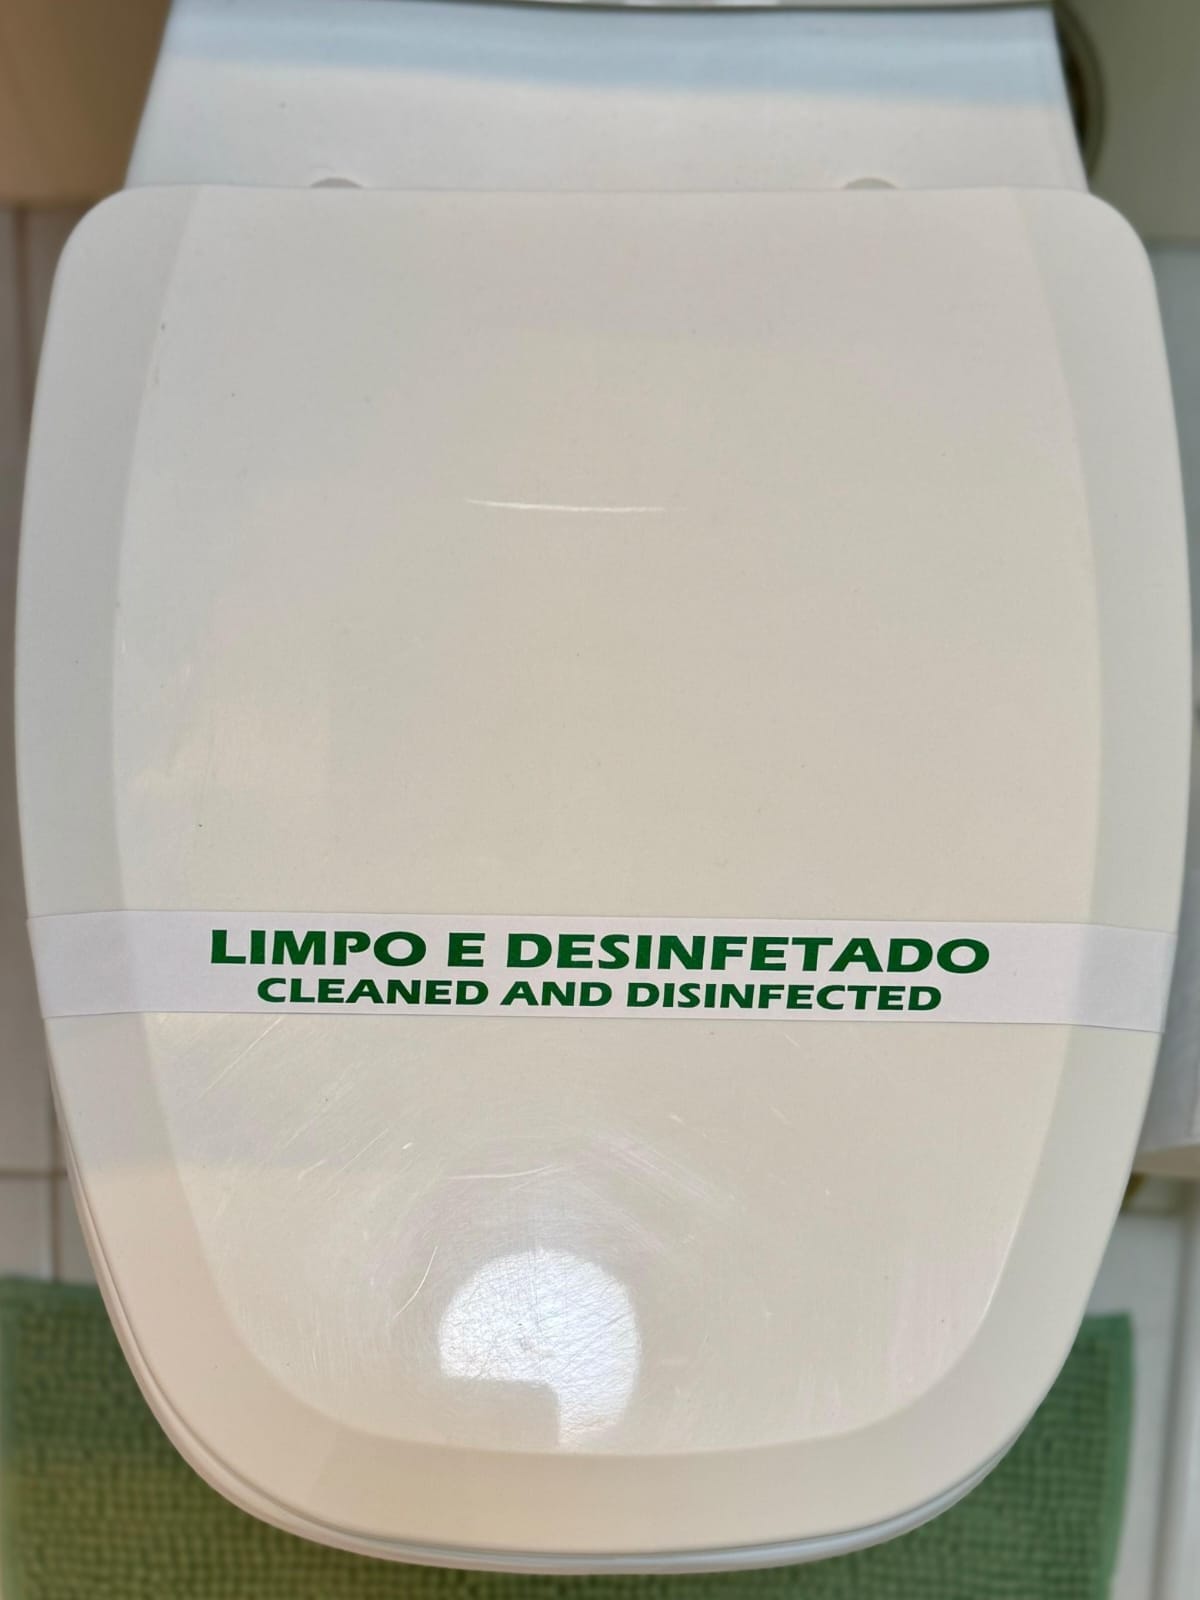 LIMPO E DESINFETADO
CLEANED AND DISINFECTED